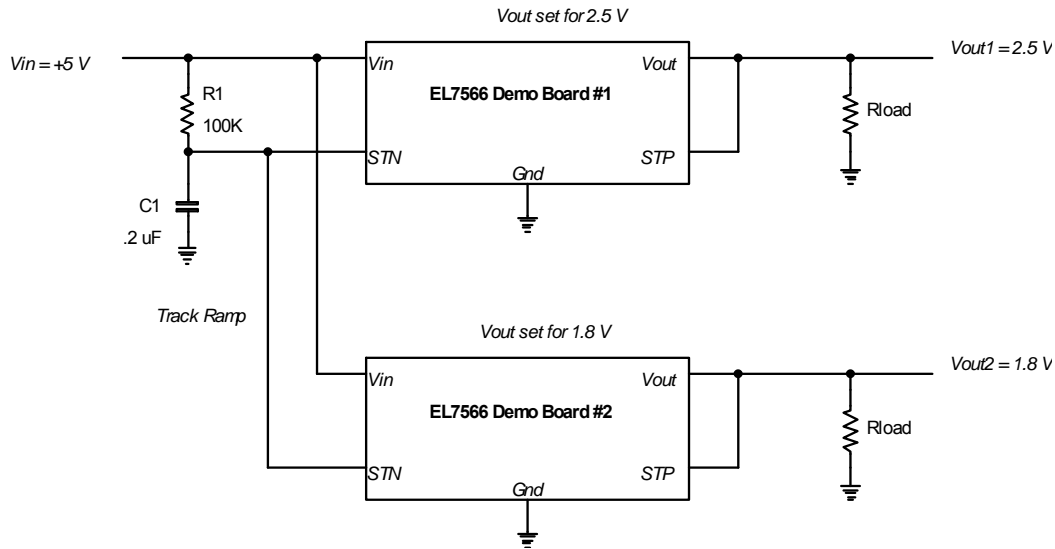 Vout set for 2.5 V
Vin = +5 V
Vin
Vout
Vout1 = 2.5 V
R1
100K
EL7566 Demo Board #1
Rload
STN
STP
Gnd
C1
.2 uF
Track Ramp
Vout set for 1.8 V
Vin
Vout
Vout2 = 1.8 V
EL7566 Demo Board #2
Rload
STN
STP
Gnd